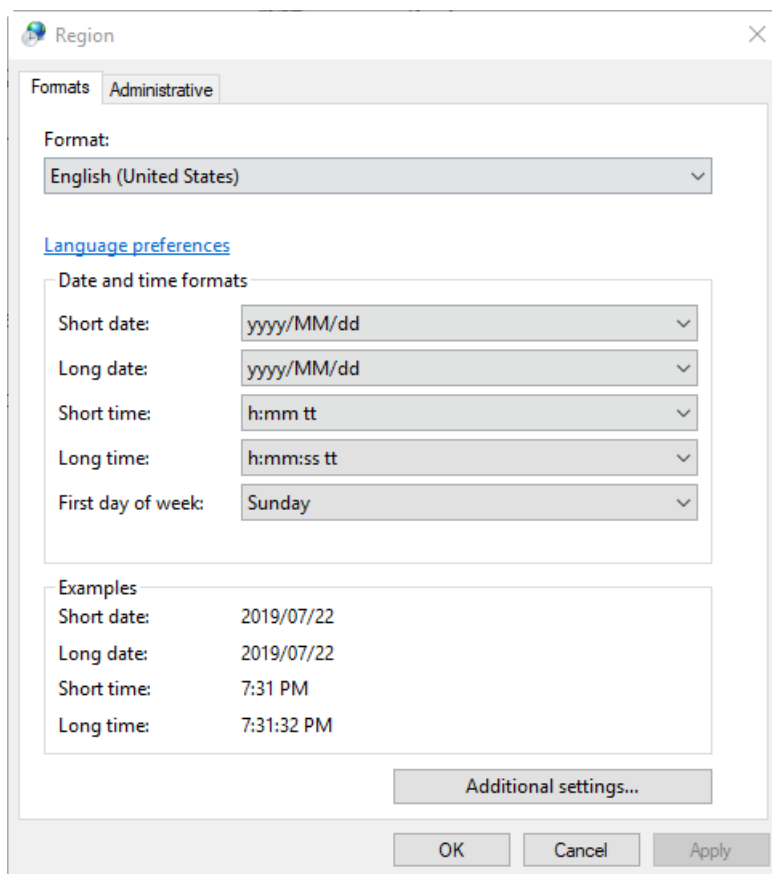 Region
Formats
Administrative
Format:
English (United States)
Language preferences
Date and time formats
Short date: yyyy/MM/dd
Long date: yyyy/MM/dd
Short time: h:mm tt
Long time: h:mm:ss tt
First day of week: Sunday
Examples
Short date: 2019/07/22
Long date: 2019/07/22
Short time: 7:31 PM
Long time: 7:31:32 PM
Additional settings...
OK Cancel Apply